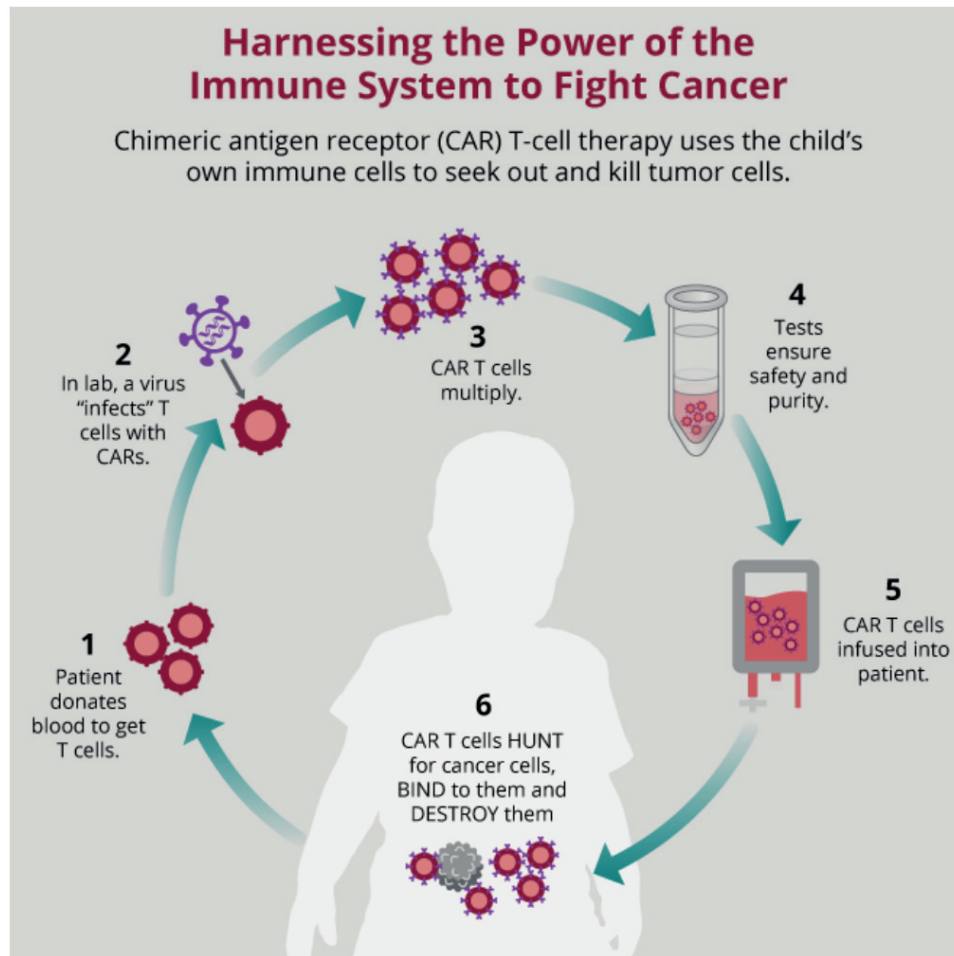 Harnessing the Power of the
Immune System to Fight Cancer
Chimeric antigen receptor (CAR) T-cell therapy uses the child’s
own immune cells to seek out and kill tumor cells.
1
Patient
donates
blood to get
T cells.
2
In lab, a virus
“infects” T
cells with
CARs.
3
CAR T cells
multiply.
4
Tests
ensure
safety and
purity.
5
CAR T cells
infused into
patient.
6
CAR T cells HUNT
for cancer cells,
BIND to them and
DESTROY them